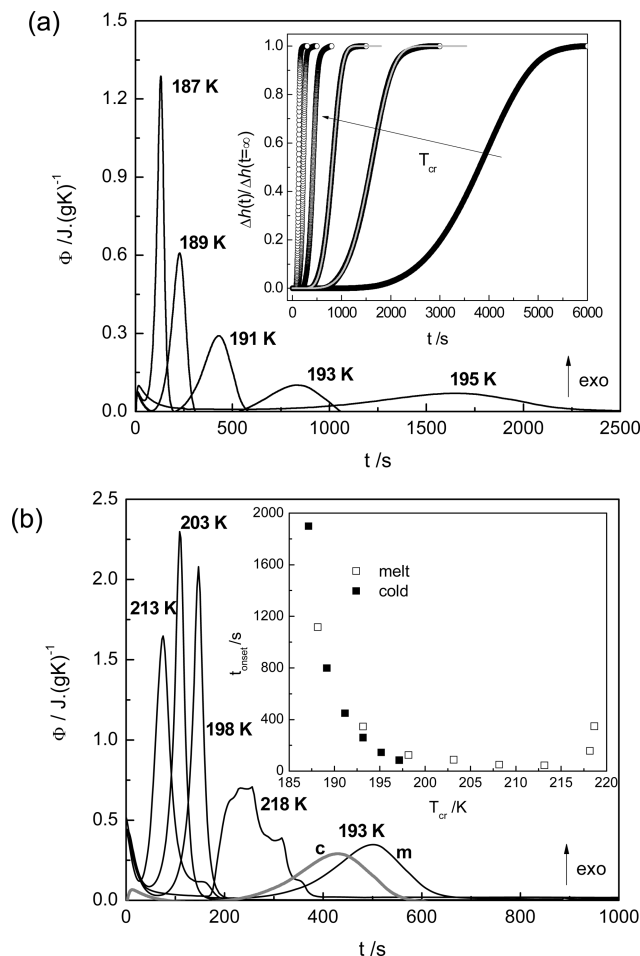 (a)
Φ /J.(gK)⁻¹
1.5
1.2
0.9
0.6
0.3
0.0
187 K
189 K
191 K
193 K
195 K
exo
0 500 1000 1500 2000 2500
t /s
Δh(t)/Δh(t=∞)
1.0
0.8
0.6
0.4
0.2
0.0
T_cr
0 1000 2000 3000 4000 5000 6000
t /s
(b)
Φ / J.(gK)⁻¹
2.5
2.0
1.5
1.0
0.5
0.0
203 K
213 K
198 K
218 K
193 K
c
m
exo
0 200 400 600 800 1000
t /s
t_onset /s
2000
1600
1200
800
400
0
melt
cold
185 190 195 200 205 210 215 220
T_cr /K